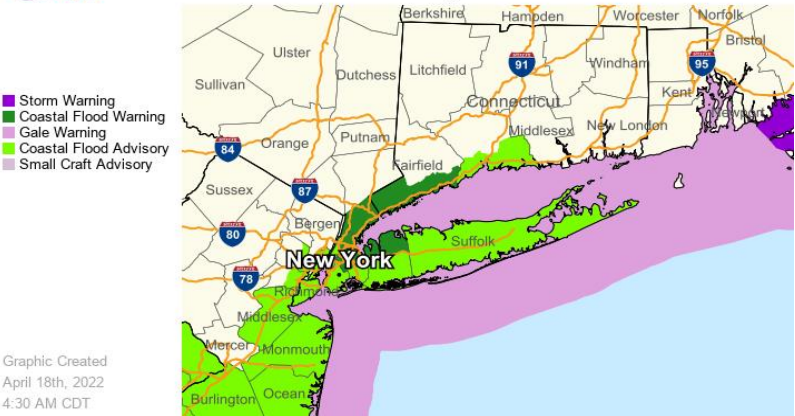 Storm Warning
Coastal Flood Warning
Gale Warning
Coastal Flood Advisory
Small Craft Advisory
Graphic Created
April 18th, 2022
4:30 AM CDT
Berkshire
Hampden
Worcester
Norfolk
Bristol
Ulster
Sullivan
Dutchess
Litchfield
91
Windham
95
Kent
Newport
Connecticut
Middlesex
New London
84
Orange
Putnam
Fairfield
Sussex
87
Bergen
80
Suffolk
New York
78
Richmond
Middlesex
Mercer
Monmouth
Ocean
Burlington